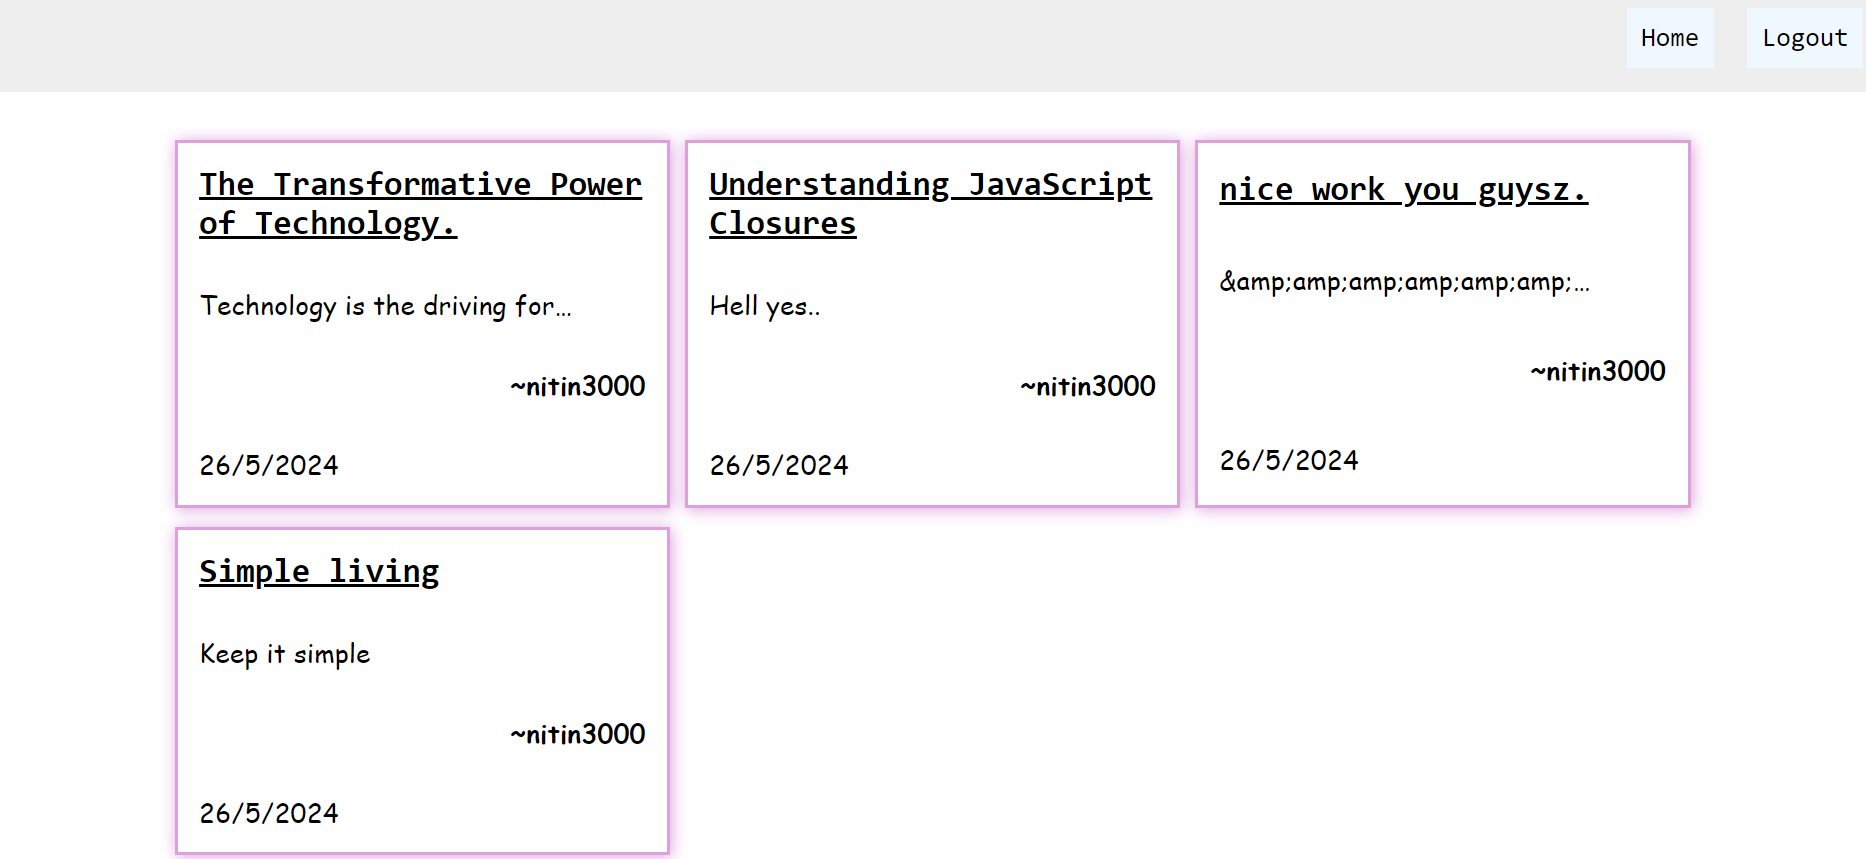 Home Logout
The Transformative Power
of Technology.
Technology is the driving for...
~nitin3000
26/5/2024
Understanding JavaScript
Closures
Hell yes..
~nitin3000
26/5/2024
nice work you guysz.
&amp;amp;amp;amp;amp;amp;...
~nitin3000
26/5/2024
Simple living
Keep it simple
~nitin3000
26/5/2024